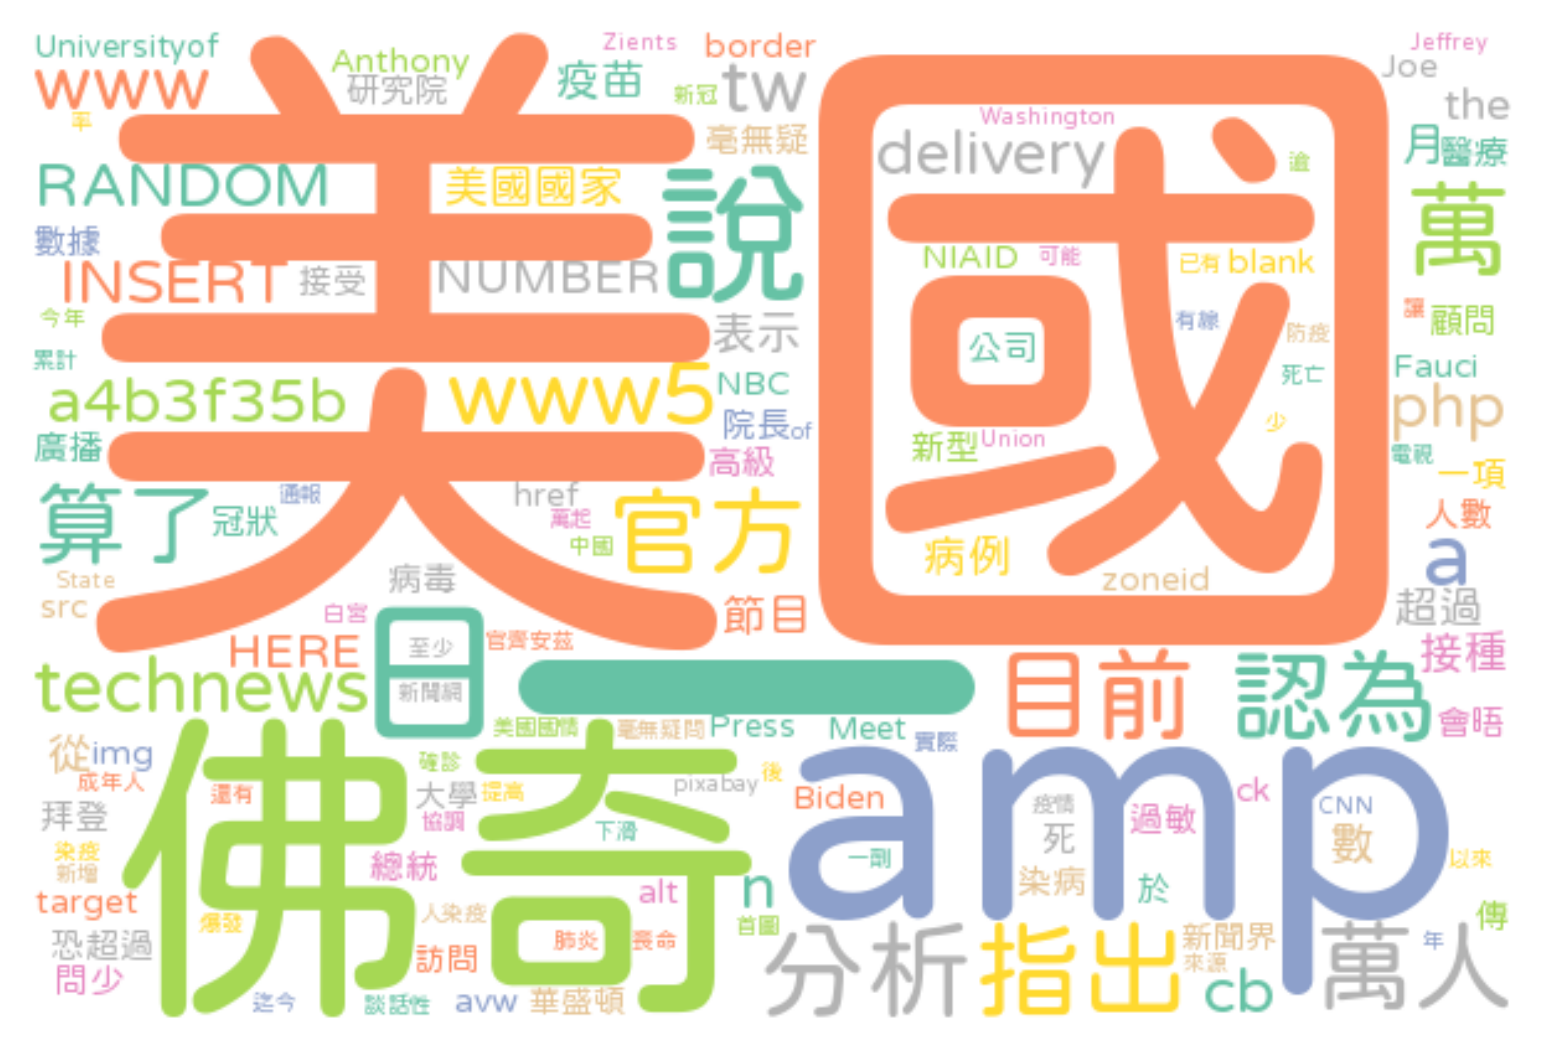 Universityof
Anthony
Zients
border
Jeffrey
www
研究院
疫苗
新冠
tw
Joe
率
美國
毫無疑
Washington
the
RANDOM
美國國家
說
delivery
逾
月
醫療
數據
萬
INSERT
接受
NUMBER
NIAID
可能
已有
blank
今年
表示
有線
防疫
讓
顧問
累計
公司
死亡
Fauci
a4b3f35b
www5
NBC
php
院長
of
少
廣播
高級
新型
Union
電視
一項
算了
通報
href
官方
人數
冠狀
萬起
中國
病例
a
State
病毒
zoneid
src
白宮
節目
超過
HERE
日
至少
官齊安茲
目前
認為
接種
technews
新聞網
一
會晤
美國國情
毫無疑問
Press
Meet
實際
從
img
佛奇
確診
後
amp
成年人
還有
大學
提高
pixabay
Biden
ck
CNN
拜登
協調
下滑
疫情
過敏
數
死
染疫
總統
一劑
以來
新增
染病
於
target
alt
n
爆發
人染疫
首圖
傳
恐超過
訪問
肺炎
喪命
分析
指出
新聞界
萬人
年
問少
來源
迄今
談話性
avw
華盛頓
cb